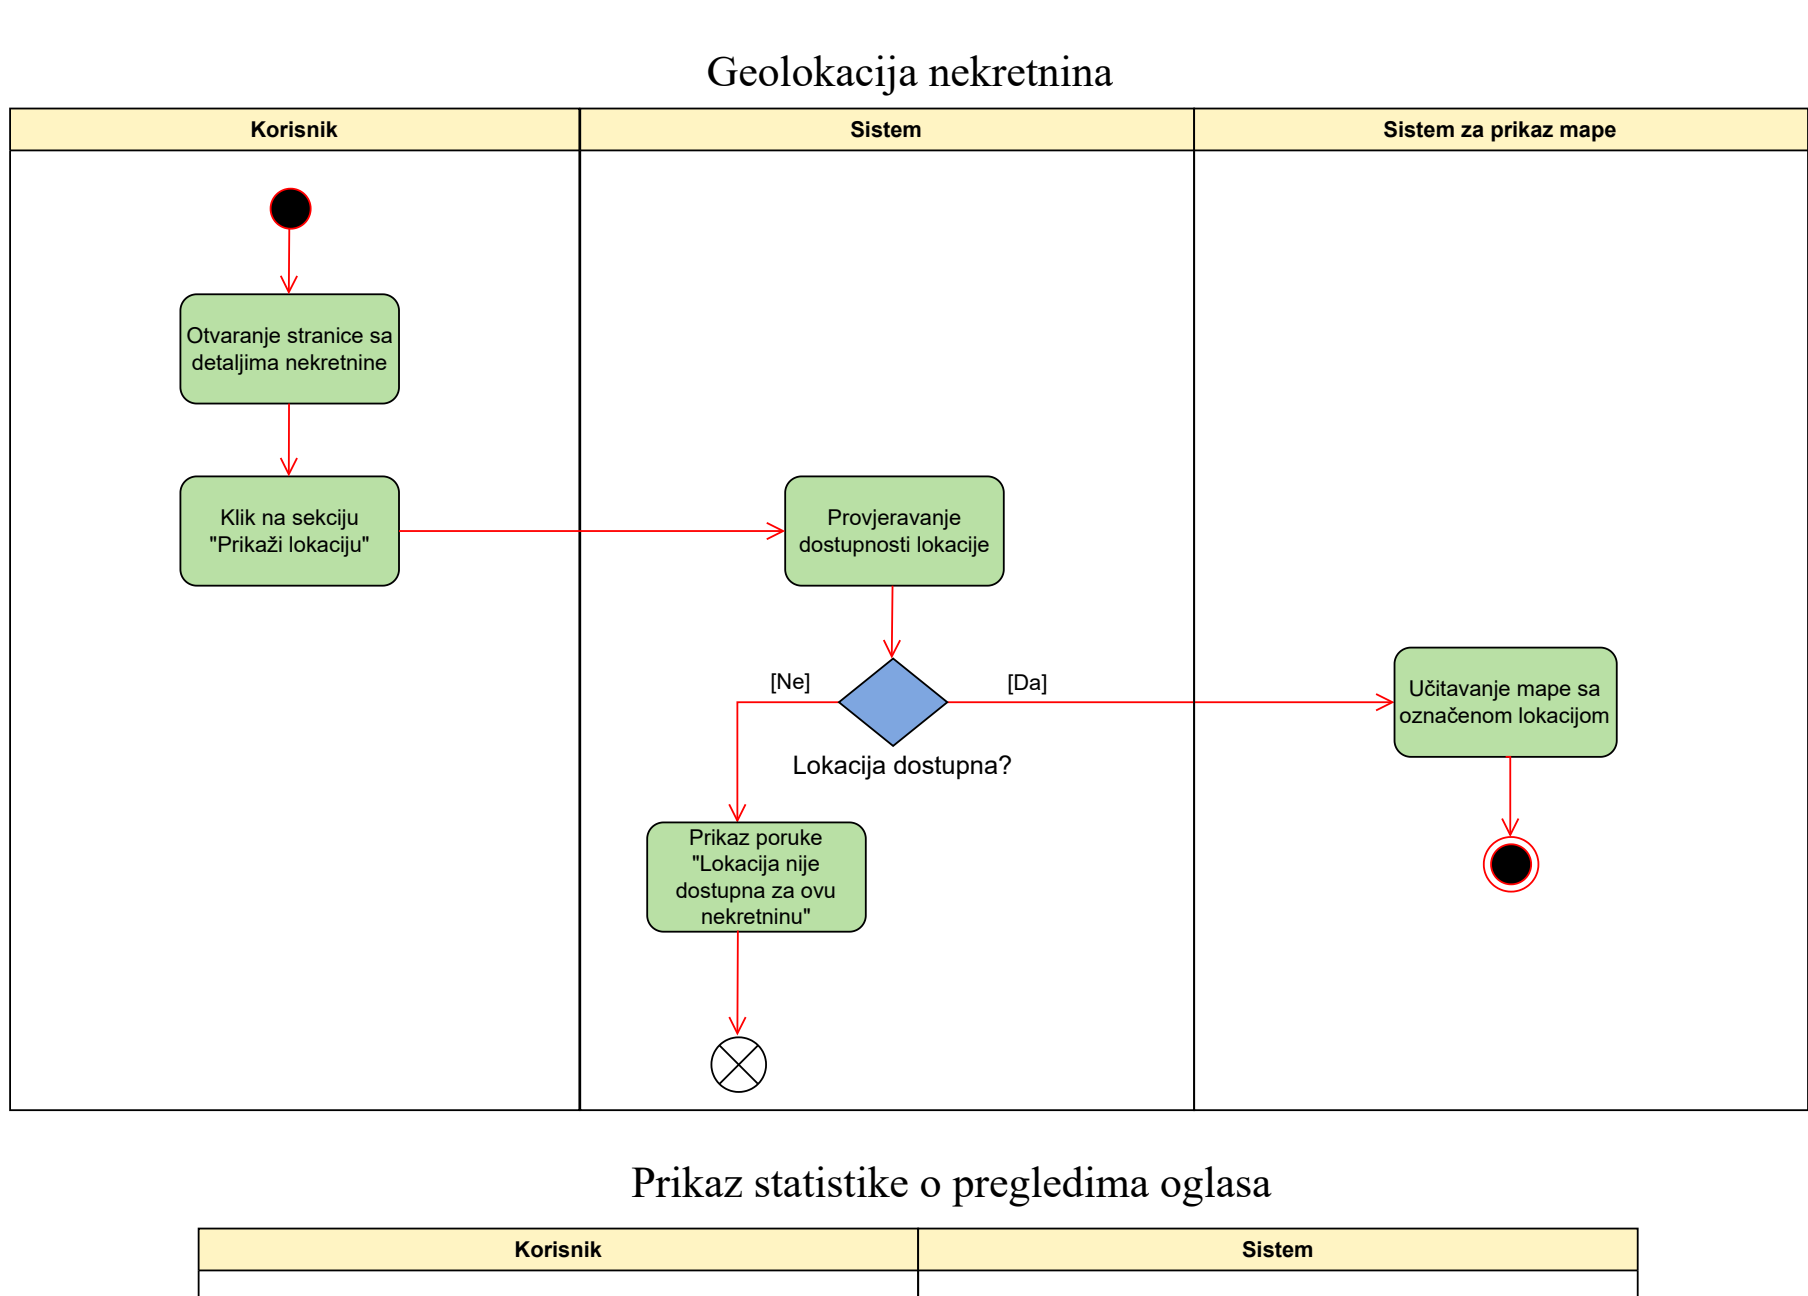 Geolokacija nekretnina
Korisnik
Sistem
Sistem za prikaz mape
Otvaranje stranice sa
detaljima nekretnine
Klik na sekciju
"Prikaži lokaciju"
Provjeravanje
dostupnosti lokacije
[Ne]
[Da]
Lokacija dostupna?
Učitavanje mape sa
označenom lokacijom
Prikaz poruke
"Lokacija nije
dostupna za ovu
nekretninu"
Prikaz statistike o pregledima oglasa
Korisnik
Sistem